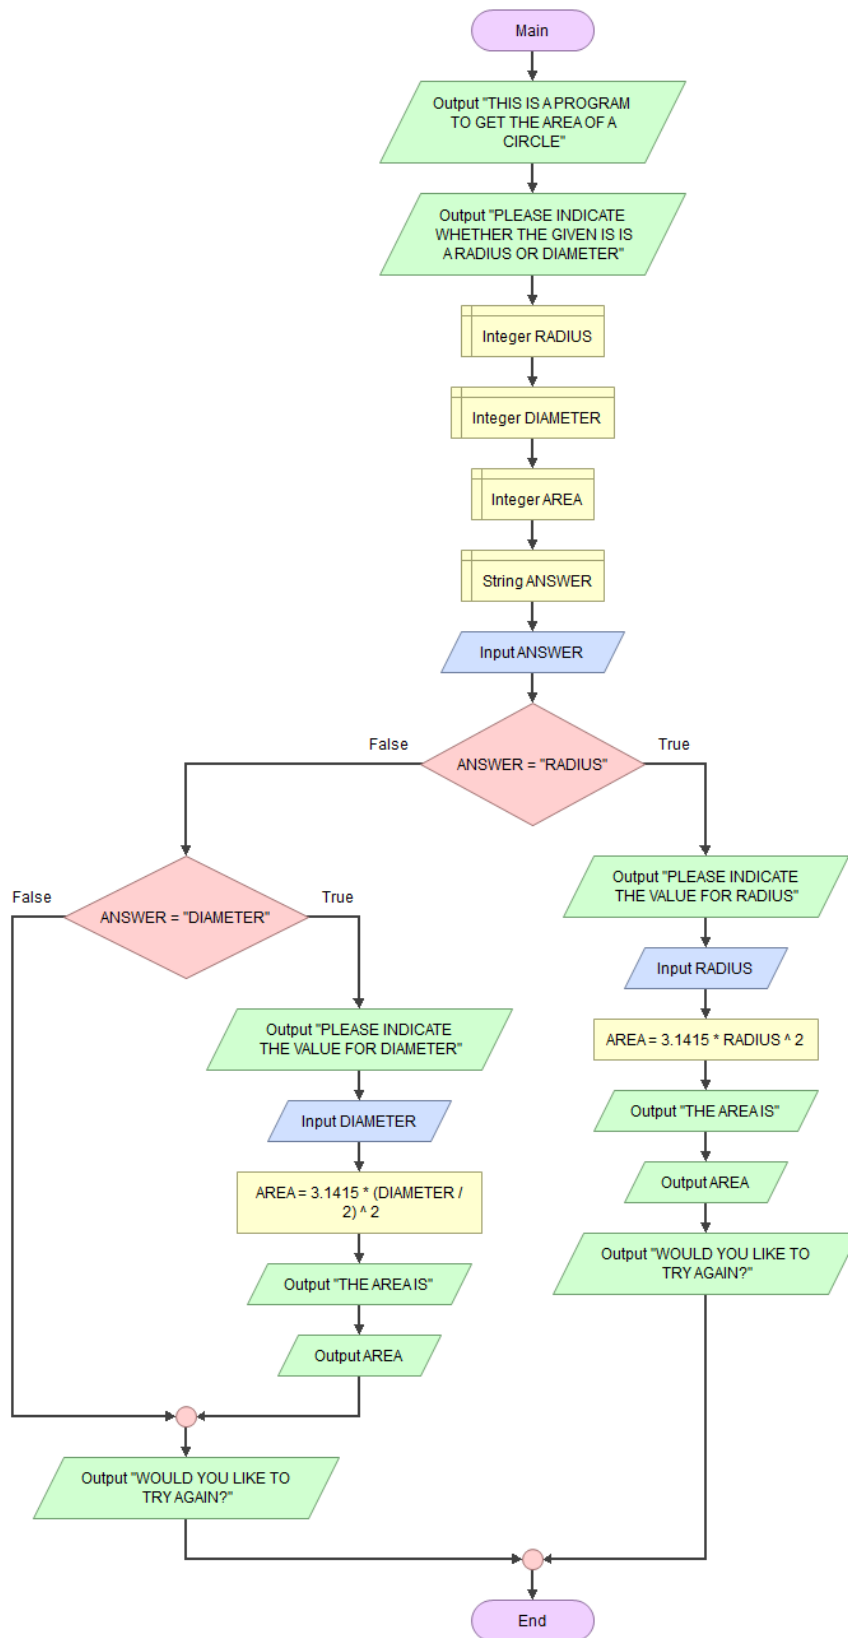 Main
Output "THIS IS A PROGRAM
TO GET THE AREA OF A
CIRCLE"
Output "PLEASE INDICATE
WHETHER THE GIVEN IS IS
A RADIUS OR DIAMETER"
Integer RADIUS
Integer DIAMETER
Integer AREA
String ANSWER
Input ANSWER
False
ANSWER = "RADIUS"
True
False
ANSWER = "DIAMETER"
True
Output "PLEASE INDICATE
THE VALUE FOR DIAMETER"
Input DIAMETER
AREA = 3.1415 * (DIAMETER /
2) ^ 2
Output "THE AREA IS"
Output AREA
Output "WOULD YOU LIKE TO
TRY AGAIN?"
Output "PLEASE INDICATE
THE VALUE FOR RADIUS"
Input RADIUS
AREA = 3.1415 * RADIUS ^ 2
Output "THE AREA IS"
Output AREA
Output "WOULD YOU LIKE TO
TRY AGAIN?"
End